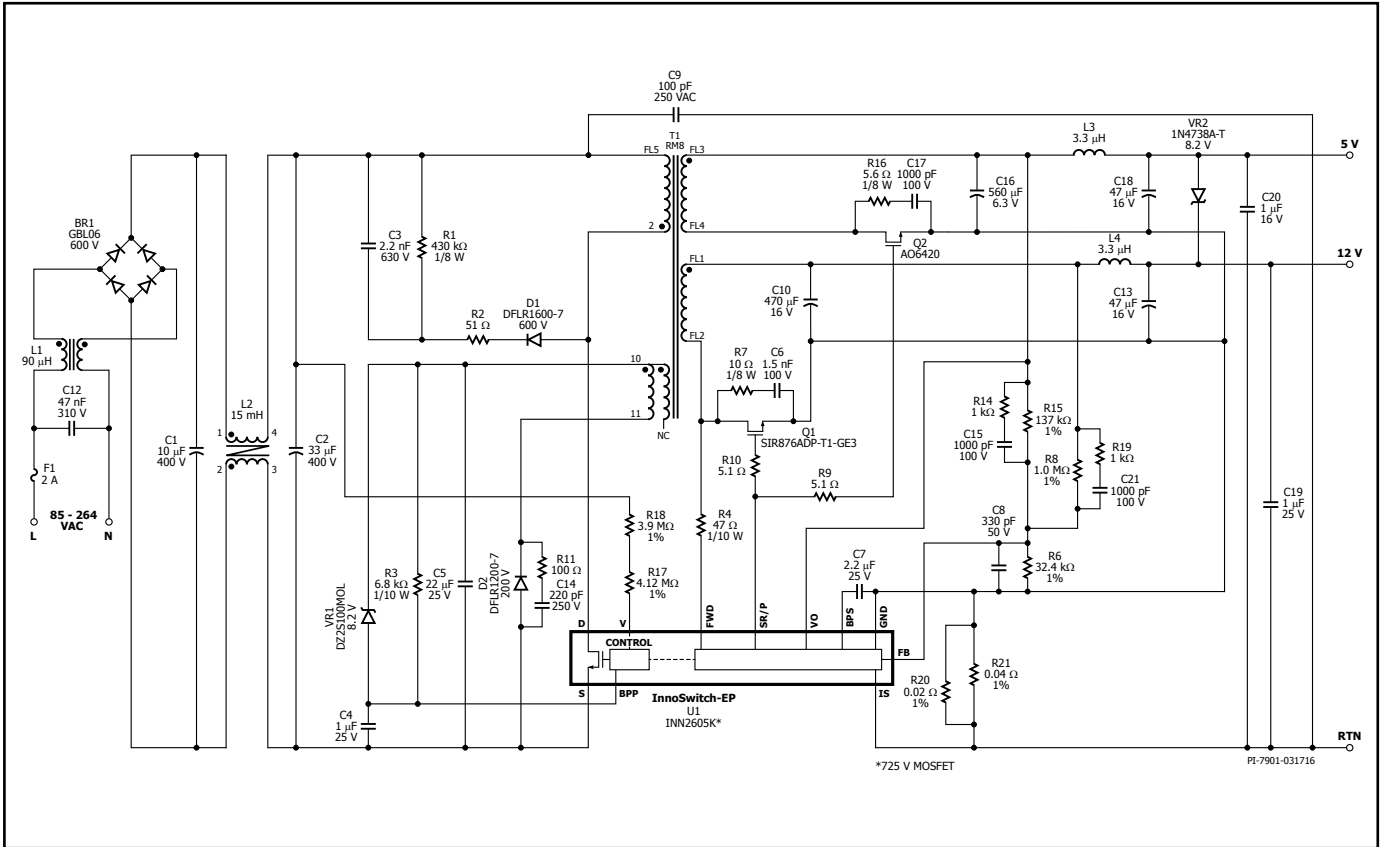 C9
100 pF
250 VAC
T1
RM8
FL5
FL3
2
FL4
FL1
FL2
10
11
NC
L3
3.3 µH
VR2
1N4738A-T
8.2 V
5 V
R16
5.6 Ω
1/8 W
C17
1000 pF
100 V
C16
560 µF
6.3 V
C18
47 µF
16 V
C20
1 µF
16 V
Q2
AO6420
L4
3.3 µH
12 V
BR1
GBL06
600 V
C3
2.2 nF
630 V
R1
430 kΩ
1/8 W
R2
51 Ω
D1
DFLR1600-7
600 V
C10
470 µF
16 V
C13
47 µF
16 V
R7
10 Ω
1/8 W
C6
1.5 nF
100 V
Q1
SIR876ADP-T1-GE3
L1
90 µH
C12
47 nF
310 V
F1
2 A
85 - 264
VAC
L
N
C1
10 µF
400 V
L2
15 mH
1
4
2
3
C2
33 µF
400 V
R14
1 kΩ
C15
1000 pF
100 V
R15
137 kΩ
1%
R8
1.0 MΩ
1%
R19
1 kΩ
C21
1000 pF
100 V
R10
5.1 Ω
R9
5.1 Ω
R18
3.9 MΩ
1%
R17
4.12 MΩ
1%
R4
47 Ω
1/10 W
C8
330 pF
50 V
R6
32.4 kΩ
1%
C7
2.2 µF
25 V
C19
1 µF
25 V
R3
6.8 kΩ
1/10 W
C5
22 µF
25 V
VR1
DZ2S100MOL
8.2 V
D2
DFLR1200-7
200 V
R11
100 Ω
C14
220 pF
250 V
C4
1 µF
25 V
D
V
FWD
SR/P
VO
BPS
GND
CONTROL
FB
S
BPP
IS
InnoSwitch-EP
U1
INN2605K*
R20
0.02 Ω
1%
R21
0.04 Ω
1%
RTN
*725 V MOSFET
PI-7901-031716